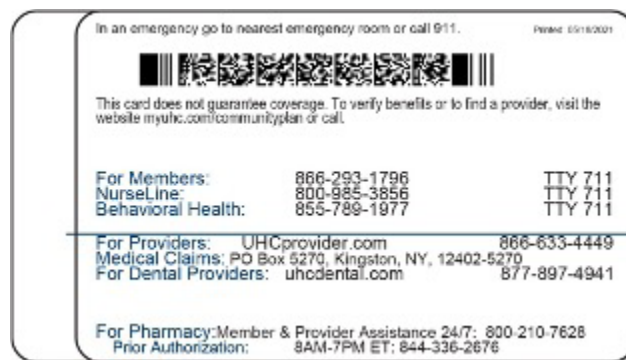 In an emergency go to nearest emergency room or call 911. Printed: 05/18/2021
This card does not guarantee coverage. To verify benefits or to find a provider, visit the
website myuhc.com/communityplan or call.
For Members: 866-293-1796 TTY 711
NurseLine: 800-985-3856 TTY 711
Behavioral Health: 855-789-1977 TTY 711
For Providers: UHCprovider.com 866-633-4449
Medical Claims: PO Box 5270, Kingston, NY, 12402-5270
For Dental Providers: uhcdental.com 877-897-4941
For Pharmacy:Member & Provider Assistance 24/7: 800-210-7628
Prior Authorization: 8AM-7PM ET: 844-336-2676